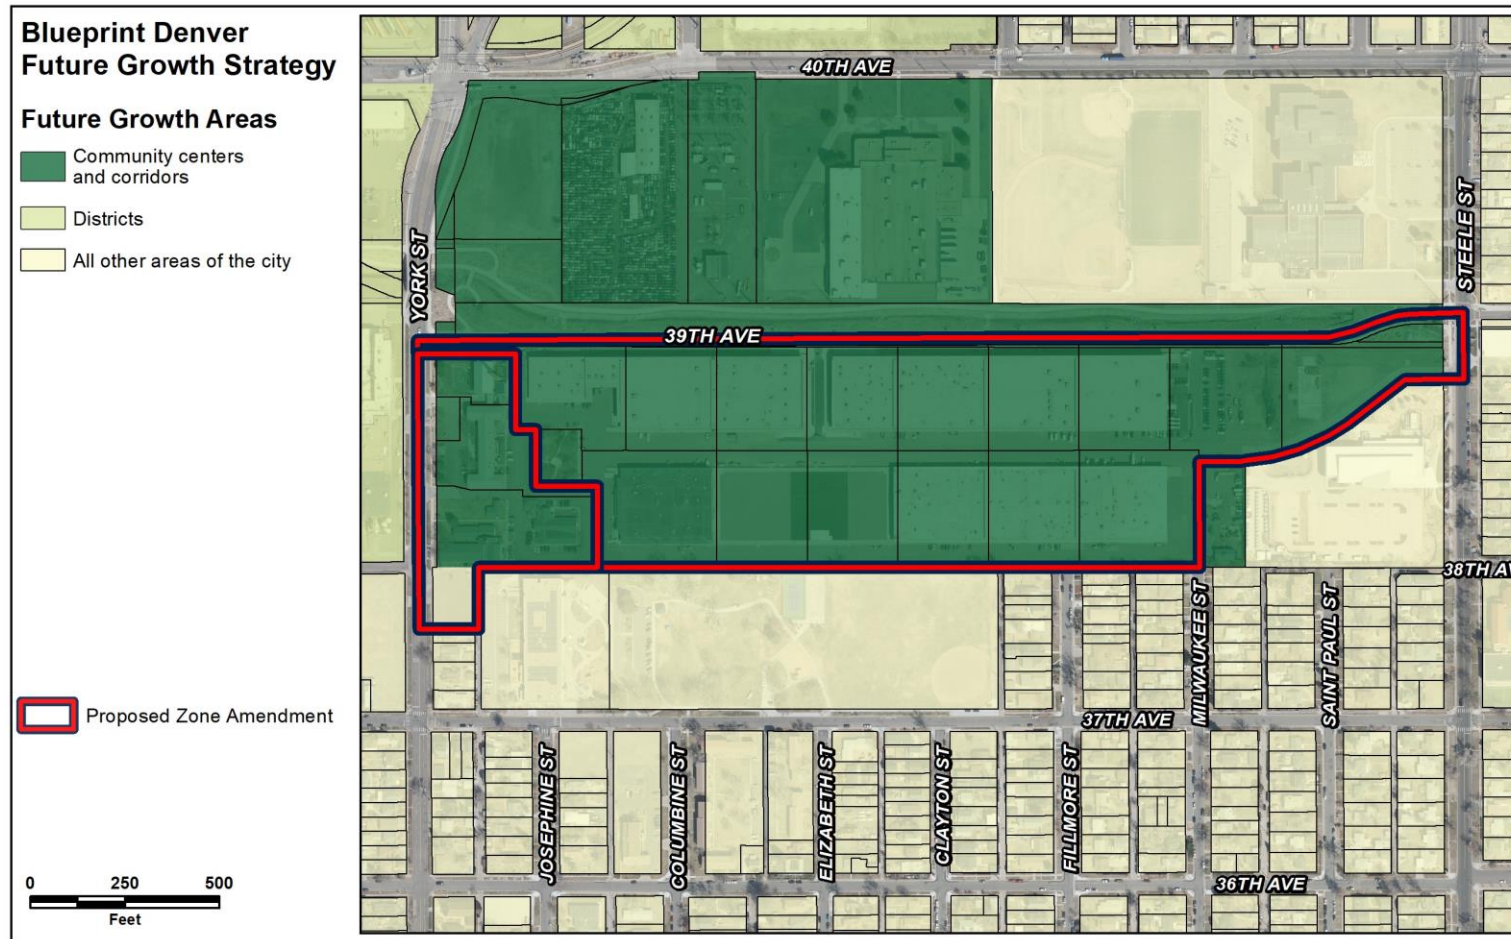 Blueprint Denver
Future Growth Strategy
Future Growth Areas
Community centers
and corridors
Districts
All other areas of the city
Proposed Zone Amendment
0 250 500
Feet
40TH AVE
YORK ST
STEELE ST
39TH AVE
38TH AV
MILWAUKEE ST
SAINT PAUL ST
37TH AVE
JOSEPHINE ST
COLUMBINE ST
ELIZABETH ST
CLAYTON ST
FILLMORE ST
36TH AVE